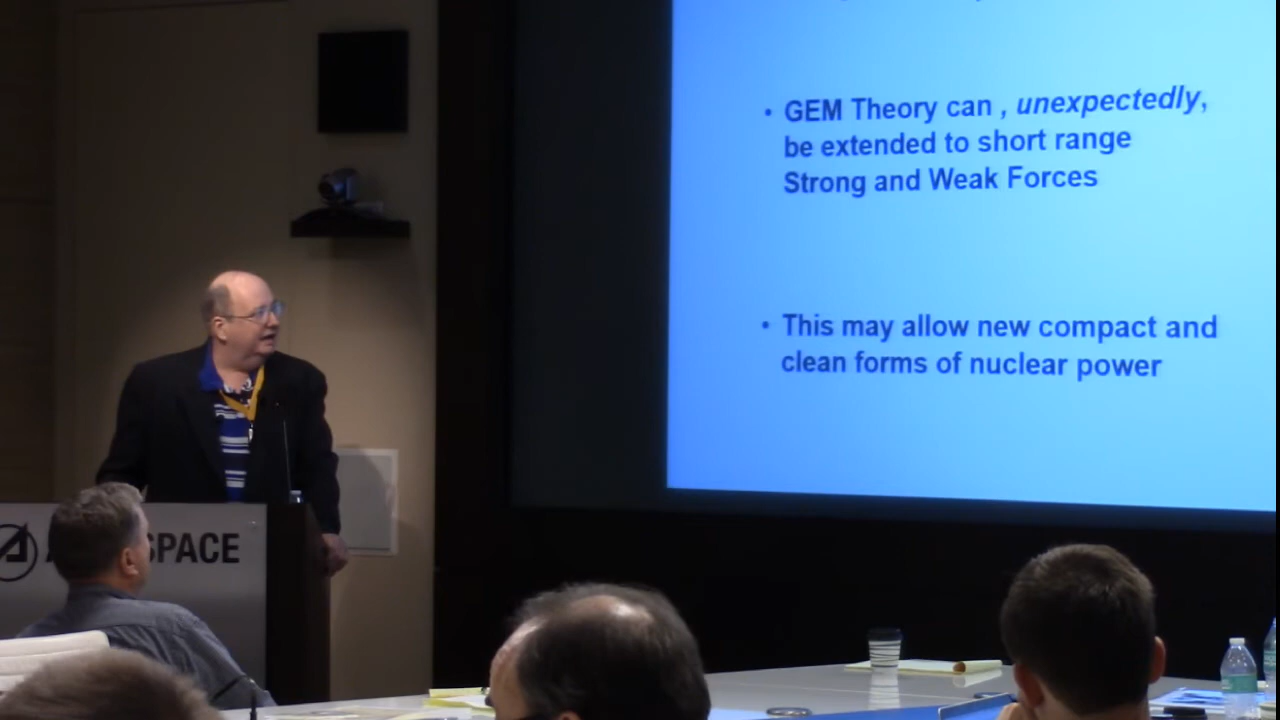 • GEM Theory can , unexpectedly,
be extended to short range
Strong and Weak Forces
• This may allow new compact and
clean forms of nuclear power
SPACE